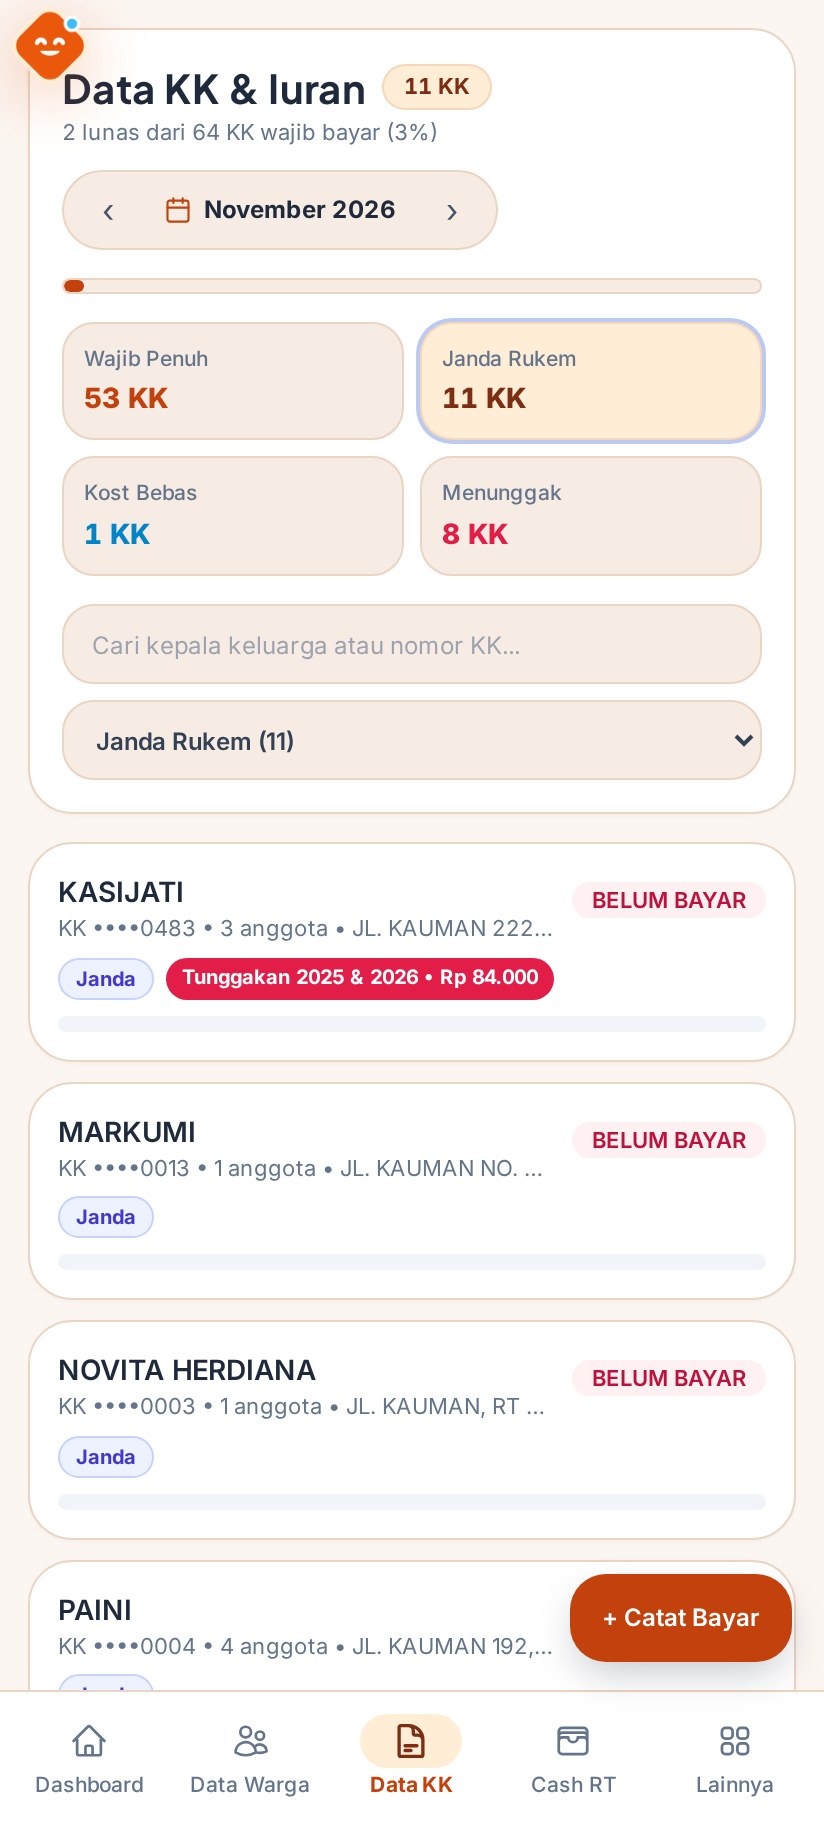 Data KK & Iuran
11 KK
2 lunas dari 64 KK wajib bayar (3%)
‹ November 2026 ›
Wajib Penuh
53 KK
Janda Rukem
11 KK
Kost Bebas
1 KK
Menunggak
8 KK
Cari kepala keluarga atau nomor KK...
Janda Rukem (11)
KASIJATI
BELUM BAYAR
KK ••••0483 • 3 anggota • JL. KAUMAN 222...
Janda
Tunggakan 2025 & 2026 • Rp 84.000
MARKUMI
BELUM BAYAR
KK ••••0013 • 1 anggota • JL. KAUMAN NO. ...
Janda
NOVITA HERDIANA
BELUM BAYAR
KK ••••0003 • 1 anggota • JL. KAUMAN, RT ...
Janda
PAINI
+ Catat Bayar
KK ••••0004 • 4 anggota • JL. KAUMAN 192,...
Dashboard
Data Warga
Data KK
Cash RT
Lainnya